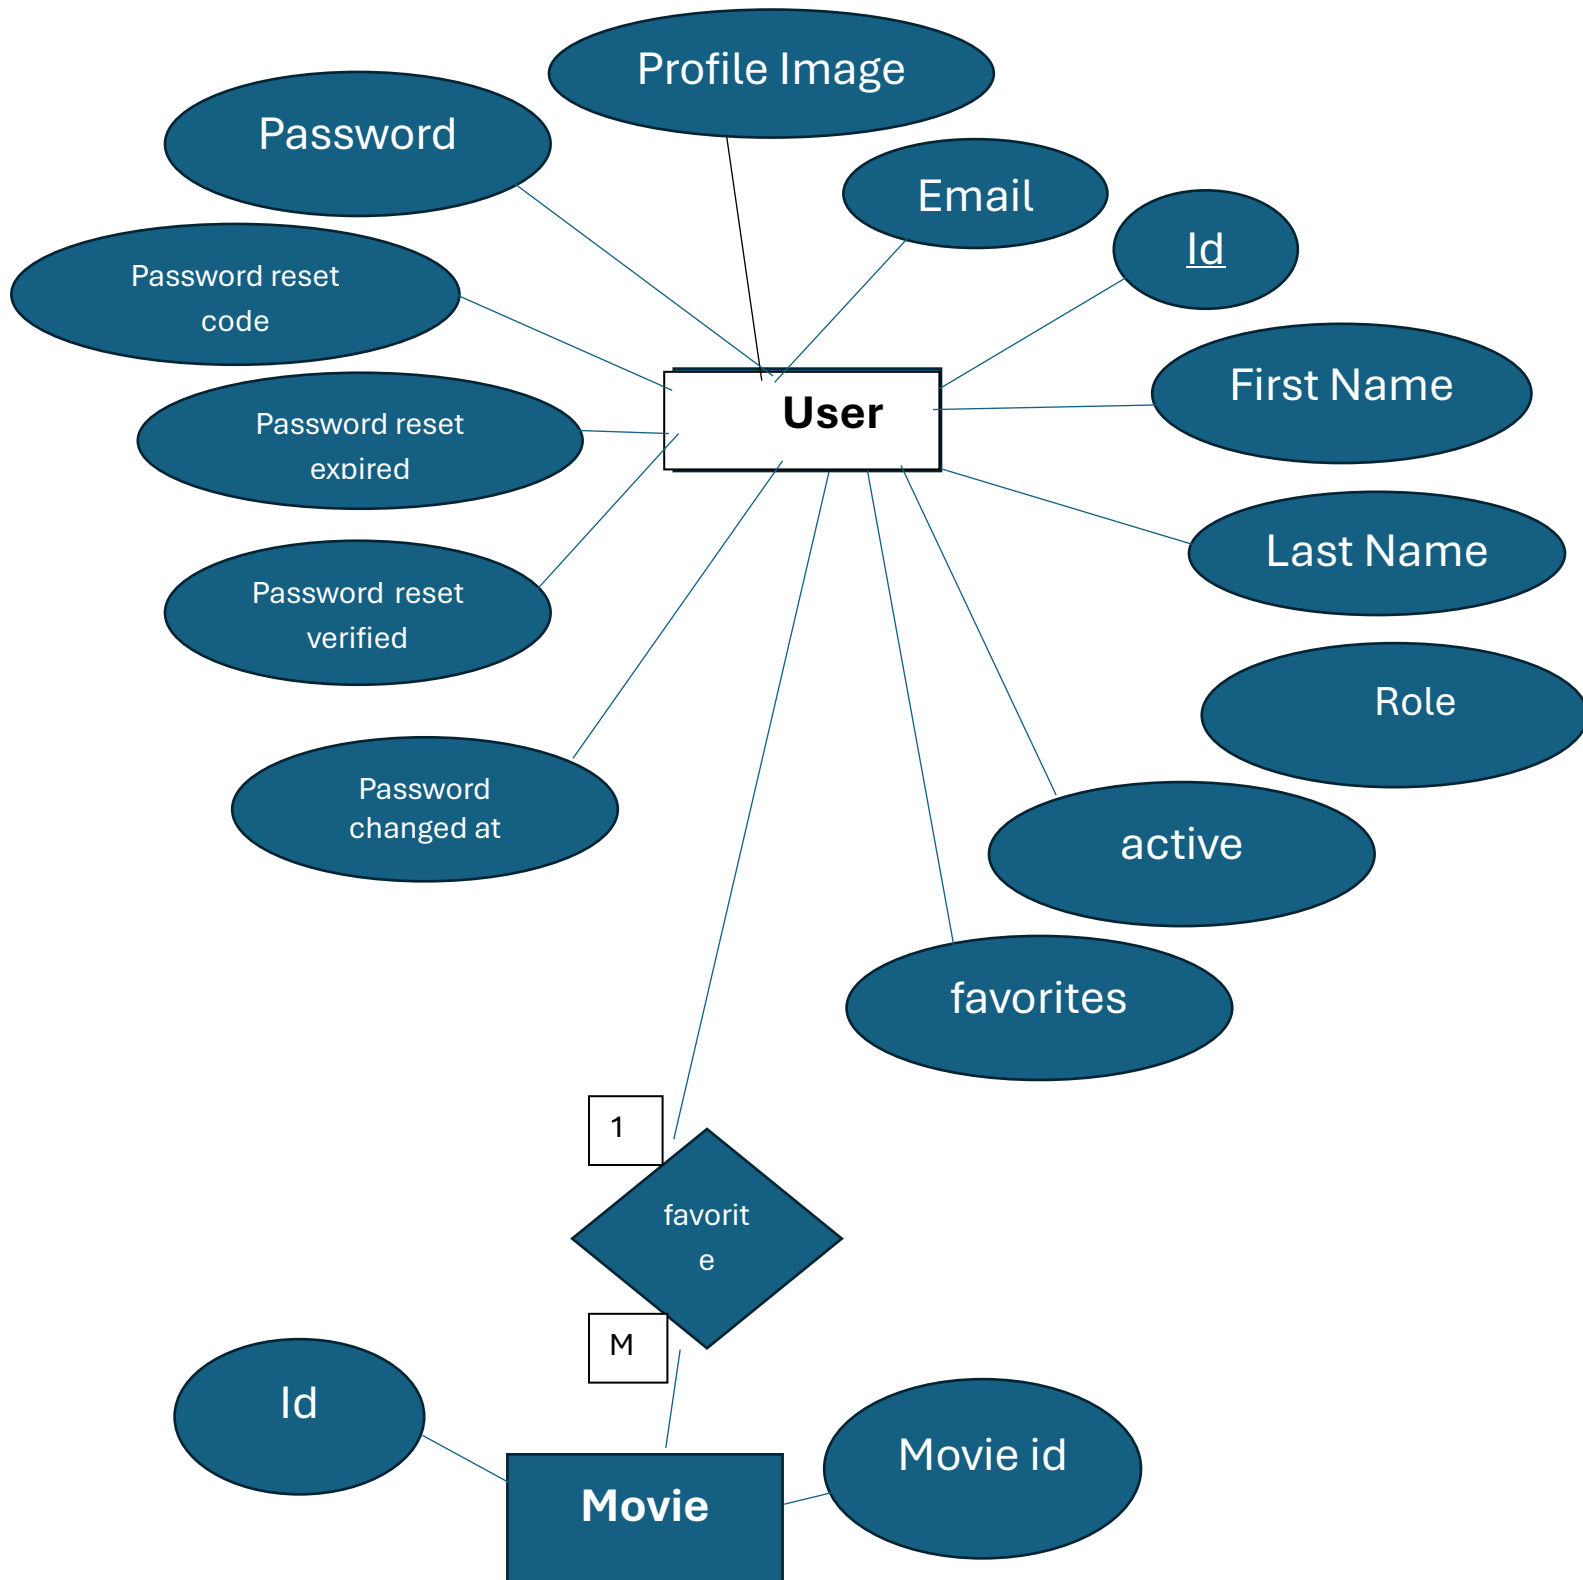 Profile Image
Password
Email
Id
Password reset
code
First Name
User
Password reset
expired
Last Name
Password reset
verified
Role
Password
changed at
active
favorites
1
favorit
e
M
Id
Movie id
Movie